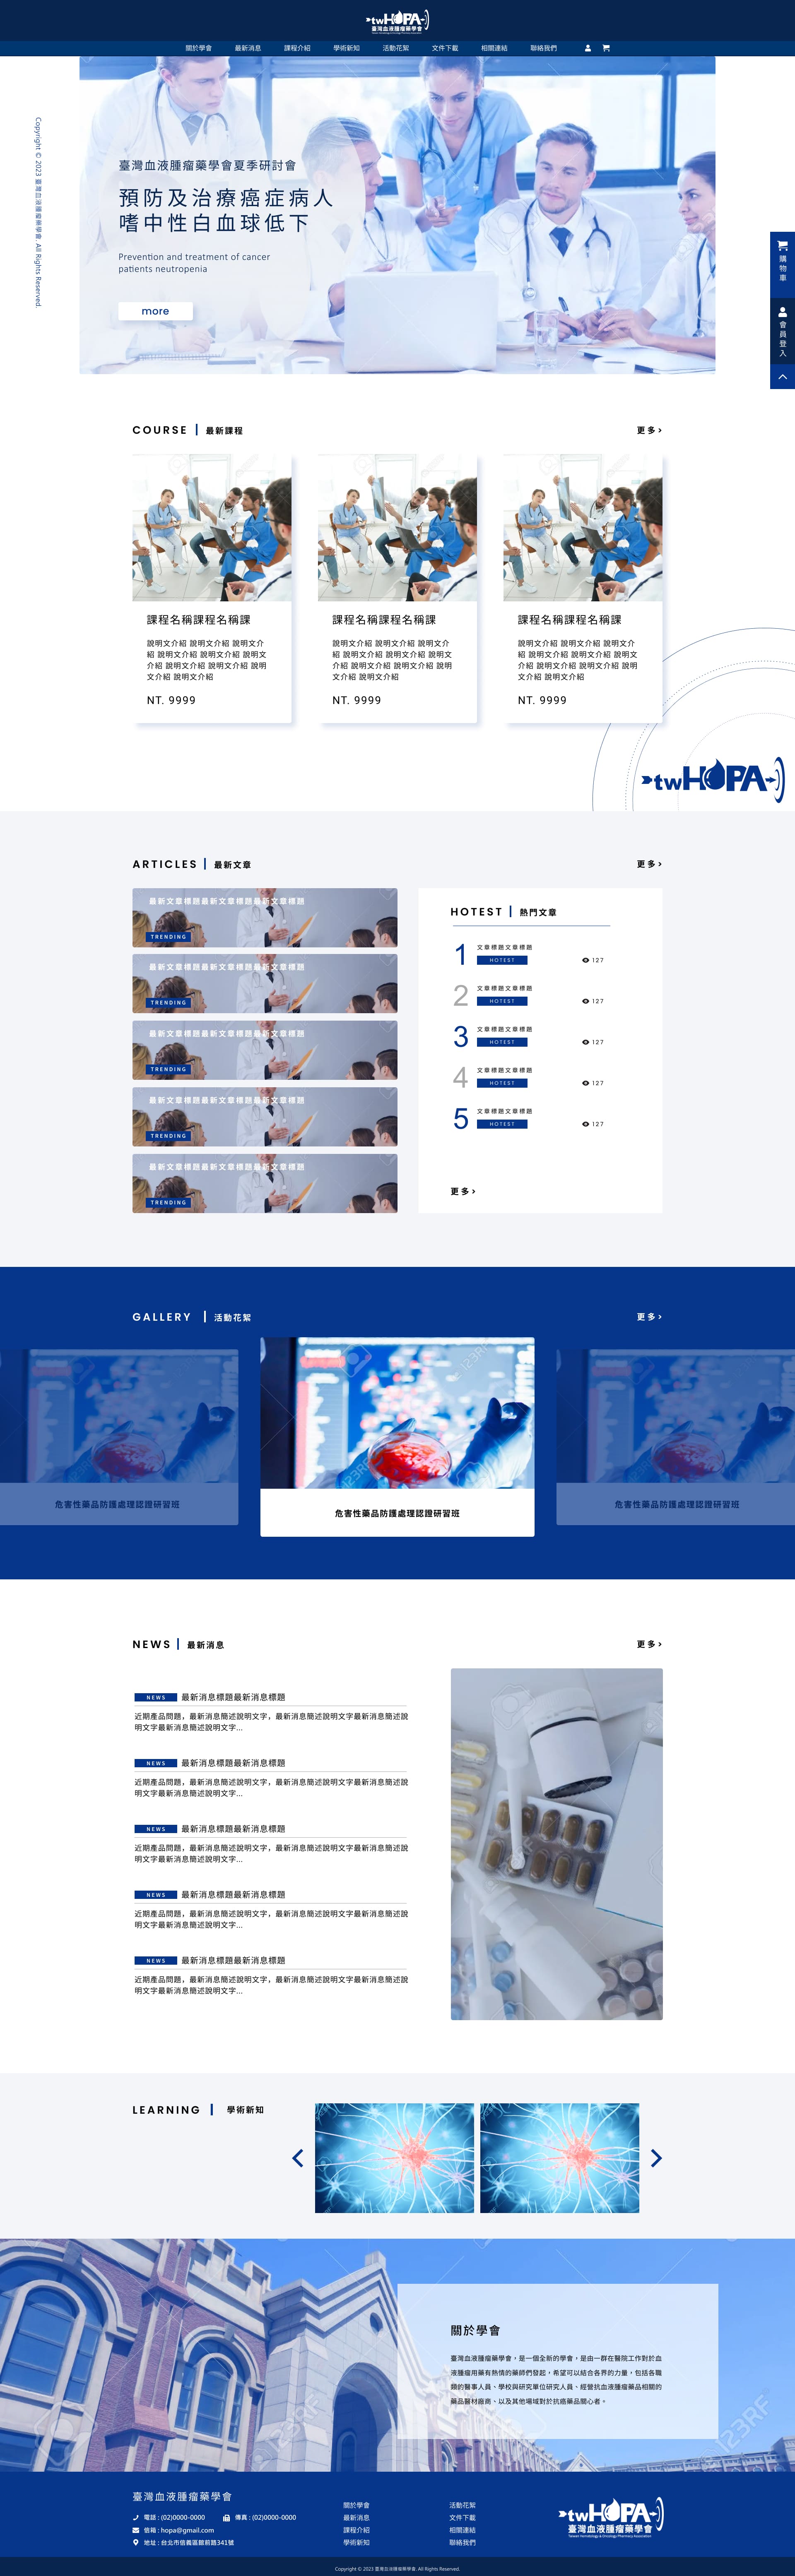 twHOPA
臺灣血液腫瘤藥學會
關於學會 最新消息 課程介紹 學術新知 活動花絮 文件下載 相關連結 聯絡我們
Copyright © 2023 臺灣血液腫瘤藥學會. All Rights Reserved.
臺灣血液腫瘤藥學會夏季研討會
預防及治療癌症病人
嗜中性白血球低下
Prevention and treatment of cancer
patients neutropenia
more
購物車
會員登入
COURSE 最新課程
更多>
課程名稱課程名稱課
說明文介紹 說明文介紹 說明文介
紹 說明文介紹 說明文介紹 說明文
介紹 說明文介紹 說明文介紹 說明
文介紹 說明文介紹
NT. 9999
課程名稱課程名稱課
說明文介紹 說明文介紹 說明文介
紹 說明文介紹 說明文介紹 說明文
介紹 說明文介紹 說明文介紹 說明
文介紹 說明文介紹
NT. 9999
課程名稱課程名稱課
說明文介紹 說明文介紹 說明文介
紹 說明文介紹 說明文介紹 說明文
介紹 說明文介紹 說明文介紹 說明
文介紹 說明文介紹
NT. 9999
twHOPA
ARTICLES 最新文章
更多>
最新文章標題最新文章標題最新文章標題
TRENDING
最新文章標題最新文章標題最新文章標題
TRENDING
最新文章標題最新文章標題最新文章標題
TRENDING
最新文章標題最新文章標題最新文章標題
TRENDING
最新文章標題最新文章標題最新文章標題
TRENDING
HOTEST 熱門文章
1 文章標題文章標題
HOTEST 127
2 文章標題文章標題
HOTEST 127
3 文章標題文章標題
HOTEST 127
4 文章標題文章標題
HOTEST 127
5 文章標題文章標題
HOTEST 127
更多>
GALLERY 活動花絮
更多>
危害性藥品防護處理認證研習班
危害性藥品防護處理認證研習班
危害性藥品防護處理認證研習班
123RF
NEWS 最新消息
更多>
NEWS 最新消息標題最新消息標題
近期產品問題，最新消息簡述說明文字，最新消息簡述說明文字最新消息簡述說
明文字最新消息簡述說明文字...
NEWS 最新消息標題最新消息標題
近期產品問題，最新消息簡述說明文字，最新消息簡述說明文字最新消息簡述說
明文字最新消息簡述說明文字...
NEWS 最新消息標題最新消息標題
近期產品問題，最新消息簡述說明文字，最新消息簡述說明文字最新消息簡述說
明文字最新消息簡述說明文字...
NEWS 最新消息標題最新消息標題
近期產品問題，最新消息簡述說明文字，最新消息簡述說明文字最新消息簡述說
明文字最新消息簡述說明文字...
NEWS 最新消息標題最新消息標題
近期產品問題，最新消息簡述說明文字，最新消息簡述說明文字最新消息簡述說
明文字最新消息簡述說明文字...
LEARNING 學術新知
關於學會
臺灣血液腫瘤藥學會，是一個全新的學會，是由一群在醫院工作對於血
液腫瘤用藥有熱情的藥師們發起，希望可以結合各界的力量，包括各職
類的醫事人員、學校與研究單位研究人員、經營抗血液腫瘤藥品相關的
藥品醫材廠商、以及其他場域對於抗癌藥品關心者。
123RF
臺灣血液腫瘤藥學會
電話 : (02)0000-0000 傳真 : (02)0000-0000
信箱 : hopa@gmail.com
地址 : 台北市信義區館前路341號
關於學會
最新消息
課程介紹
學術新知
活動花絮
文件下載
相關連結
聯絡我們
twHOPA
臺灣血液腫瘤藥學會
Taiwan Hematology & Oncology Pharmacy Association
Copyright © 2023 臺灣血液腫瘤藥學會. All Rights Reserved.